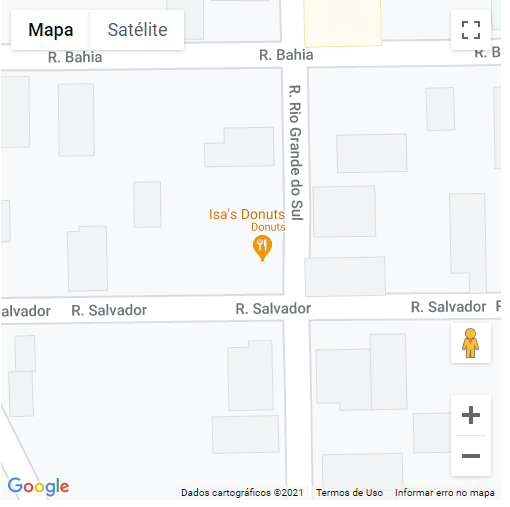 Mapa Satélite
R. Bahia R. Bahia R. B
R. Rio Grande do Sul
Isa's Donuts
Donuts
alvador R. Salvador R. Salvador R. Salvador R
Google
Dados cartográficos ©2021 Termos de Uso Informar erro no mapa